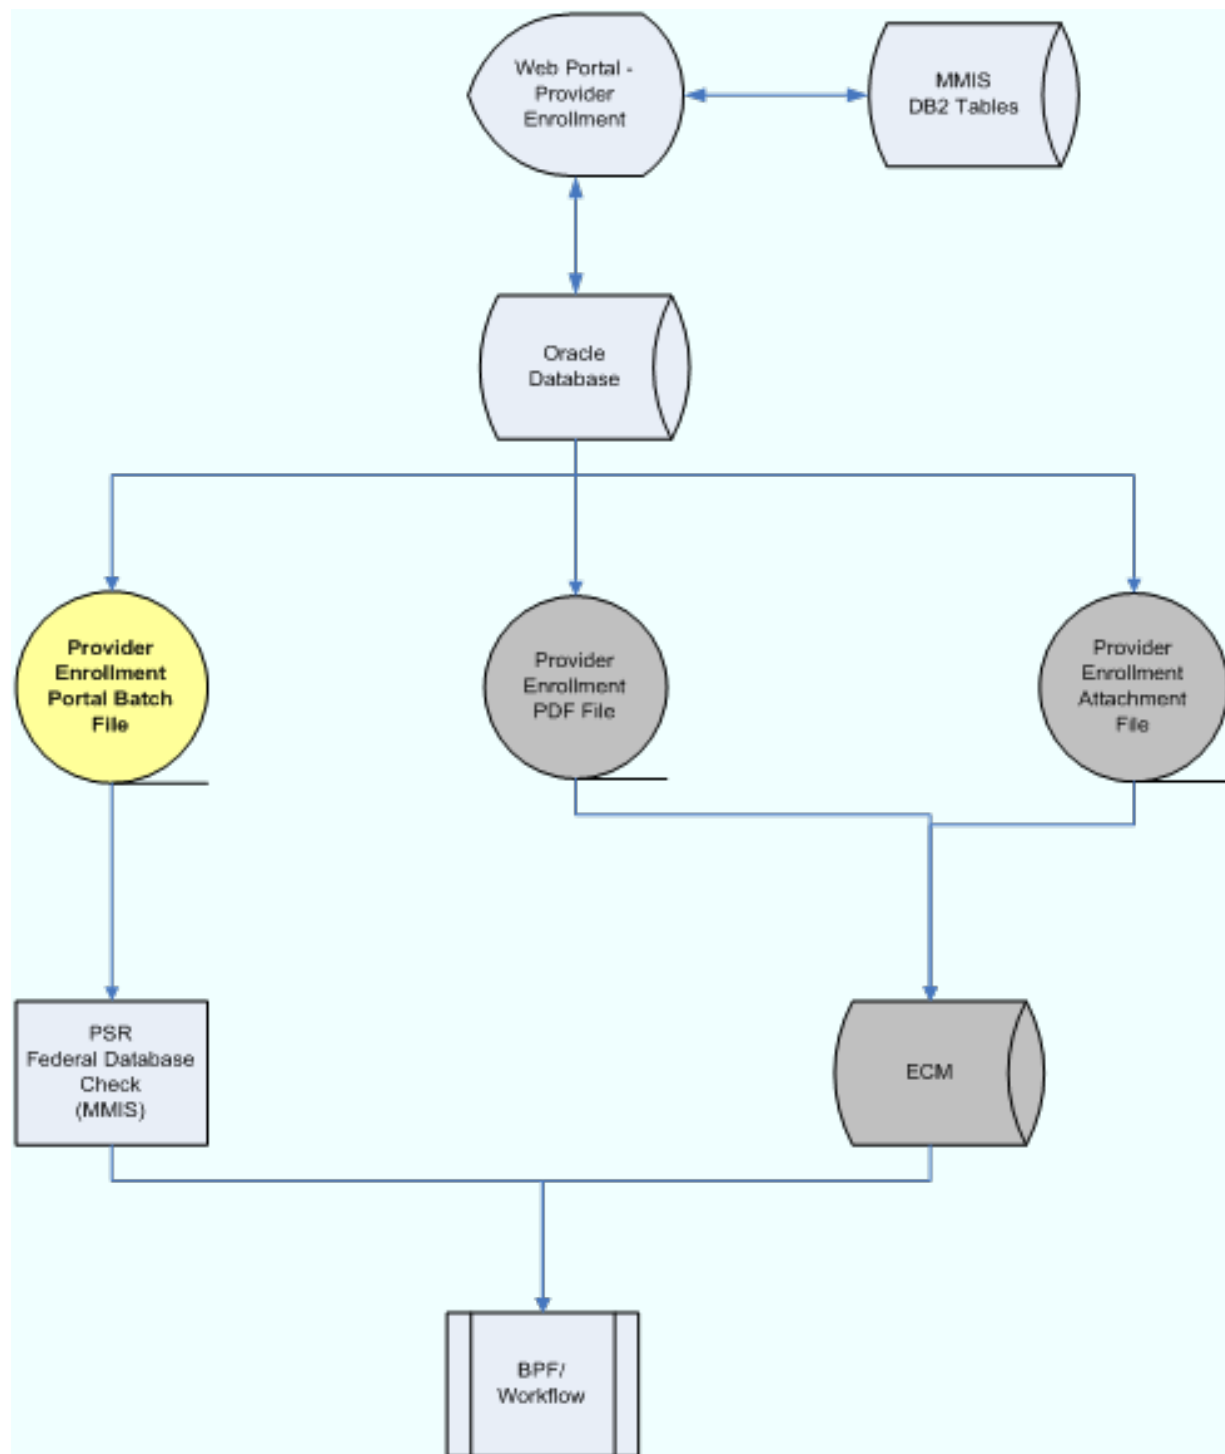 Web Portal -
Provider
Enrollment
MMIS
DB2 Tables
Oracle
Database
Provider
Enrollment
Portal Batch
File
Provider
Enrollment
PDF File
Provider
Enrollment
Attachment
File
PSR
Federal Database
Check
(MMIS)
ECM
BPF/
Workflow